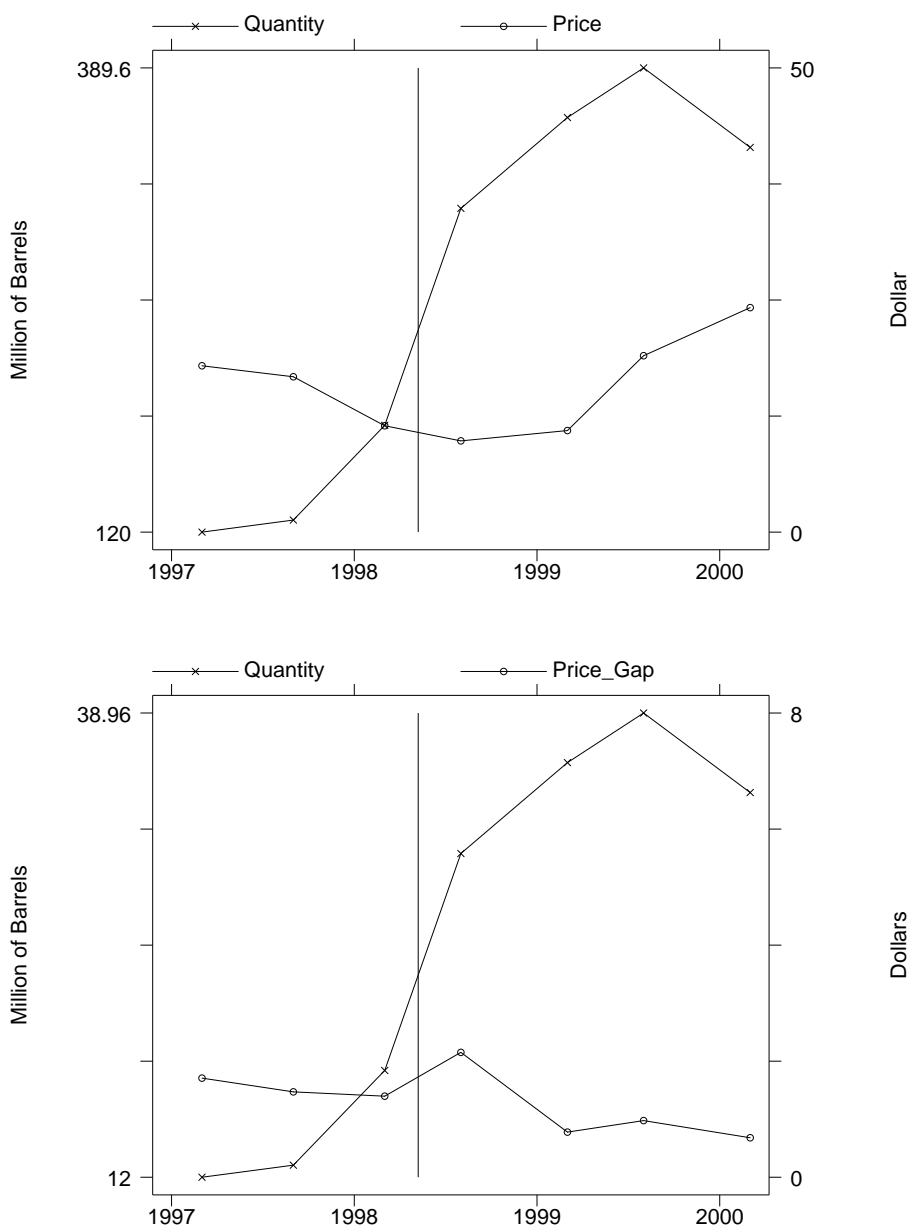 Quantity Price
389.6 50
Million of Barrels
Dollar
120 0
1997 1998 1999 2000
Quantity Price_Gap
38.96 8
Million of Barrels
Dollars
12 0
1997 1998 1999 2000